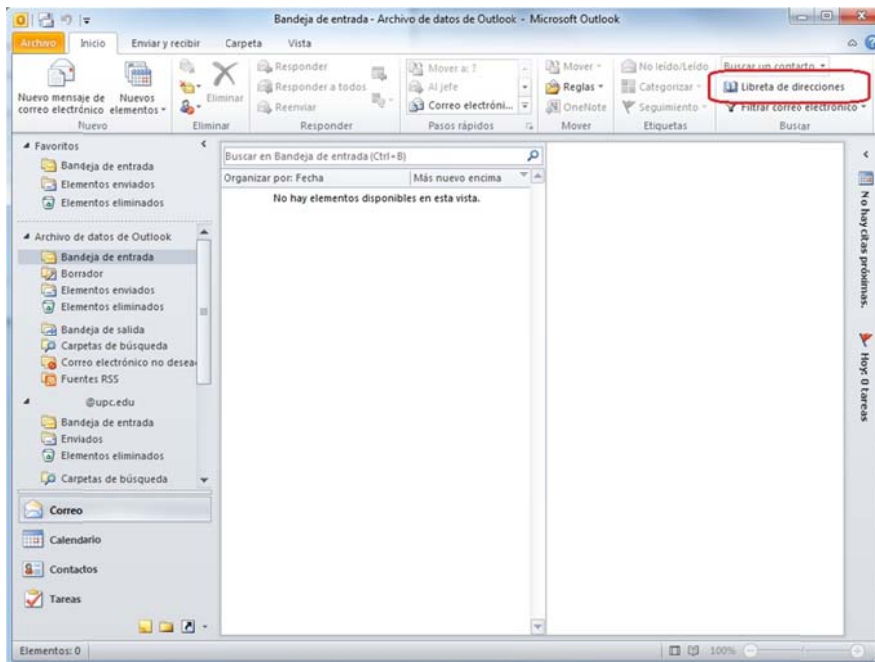 Bandeja de entrada - Archivo de datos de Outlook - Microsoft Outlook
Archivo Inicio Enviar y recibir Carpeta Vista
Nuevo mensaje de correo electrónico
Nuevos elementos
Nuevo
Eliminar
Eliminar
Responder
Responder a todos
Reenviar
Responder
Mover a: ?
Al jefe
Correo electróni...
Pasos rápidos
Mover
Reglas
OneNote
Mover
No leído/Leído
Categorizar
Seguimiento
Etiquetas
Buscar un contacto
Libreta de direcciones
Filtrar correo electrónico
Buscar
Favoritos
Bandeja de entrada
Elementos enviados
Elementos eliminados
Archivo de datos de Outlook
Bandeja de entrada
Borrador
Elementos enviados
Elementos eliminados
Bandeja de salida
Carpetas de búsqueda
Correo electrónico no desea
Fuentes RSS
@upc.edu
Bandeja de entrada
Enviados
Elementos eliminados
Carpetas de búsqueda
Correo
Calendario
Contactos
Tareas
Buscar en Bandeja de entrada (Ctrl+B)
Organizar por: Fecha Más nuevo encima
No hay elementos disponibles en esta vista.
No hay citas próximas.
Hoy: 0 tareas
Elementos: 0
100%